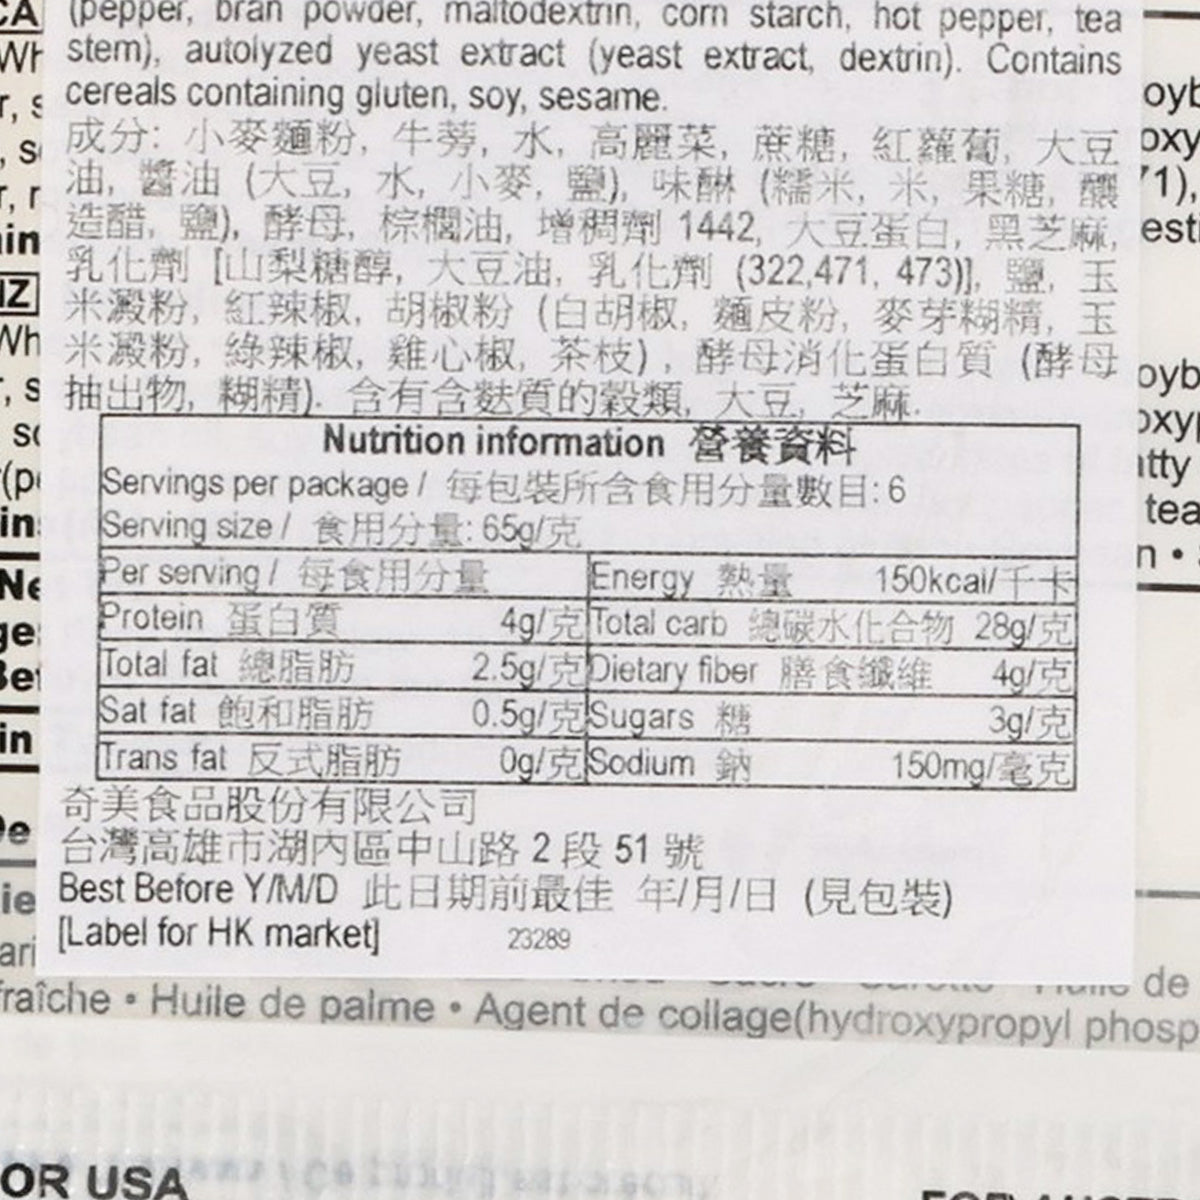 (pepper, bran powder, maltodextrin, corn starch, hot pepper, tea
stem), autolyzed yeast extract (yeast extract, dextrin). Contains
cereals containing gluten, soy, sesame.
成分: 小麥麵粉, 牛蒡, 水, 高麗菜, 蔗糖, 紅蘿蔔, 大豆
油, 醬油 (大豆, 水, 小麥, 鹽), 味醂 (糯米, 米, 果糖, 釀
造醋, 鹽), 酵母, 棕櫚油, 增稠劑 1442, 大豆蛋白, 黑芝麻,
乳化劑 [山梨糖醇, 大豆油, 乳化劑 (322,471, 473)], 鹽, 玉
米澱粉, 紅辣椒, 胡椒粉 (白胡椒, 麵皮粉, 麥芽糊精, 玉
米澱粉, 綠辣椒, 雞心椒, 茶枝), 酵母消化蛋白質 (酵母
抽出物, 糊精). 含有含麩質的穀類, 大豆, 芝麻.
Nutrition information 營養資料
Servings per package / 每包裝所含食用分量數目: 6
Serving size / 食用分量: 65g/克
Per serving / 每食用分量 Energy 熱量 150kcal/千卡
Protein 蛋白質 4g/克 Total carb 總碳水化合物 28g/克
Total fat 總脂肪 2.5g/克 Dietary fiber 膳食纖維 4g/克
Sat fat 飽和脂肪 0.5g/克 Sugars 糖 3g/克
Trans fat 反式脂肪 0g/克 Sodium 鈉 150mg/毫克
奇美食品股份有限公司
台灣高雄市湖內區中山路 2 段 51 號
Best Before Y/M/D 此日期前最佳 年/月/日 (見包裝)
[Label for HK market] 23289
fraîche • Huile de palme • Agent de collage(hydroxypropyl phosp
OR USA